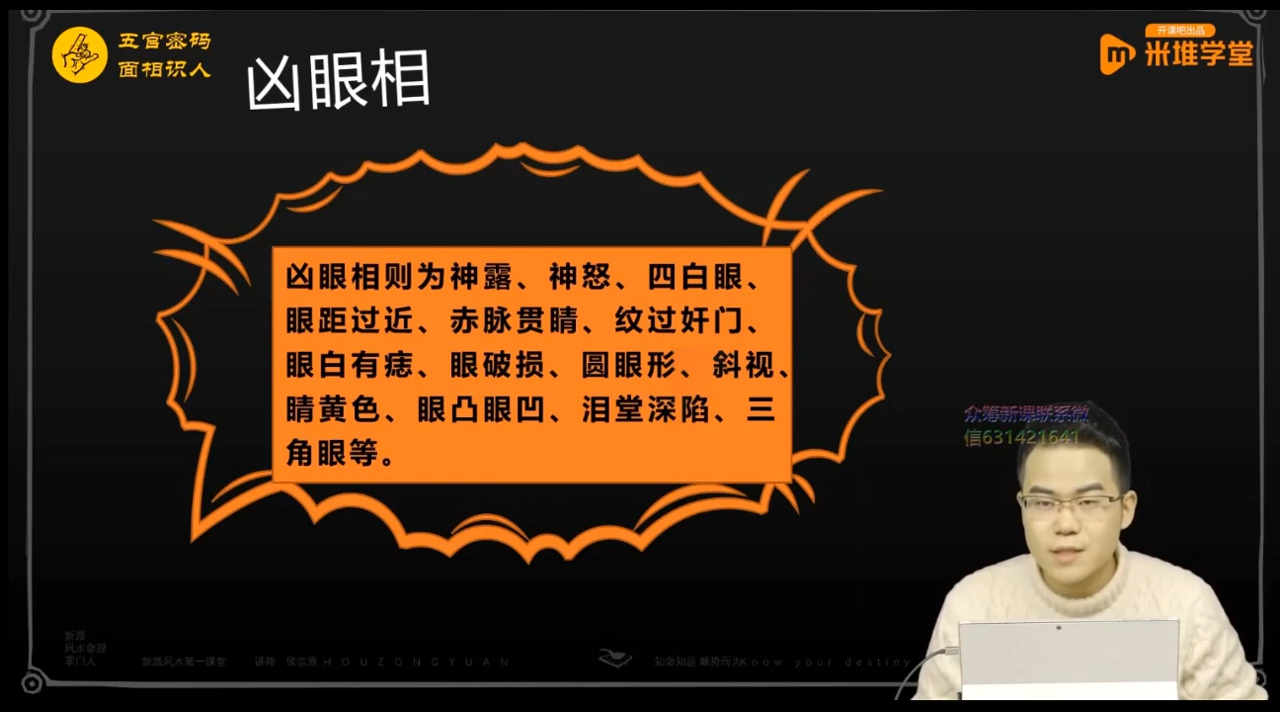 五官密码
面相识人
凶眼相
开课吧出品
米堆学堂
凶眼相则为神露、神怒、四白眼、
眼距过近、赤脉贯睛、纹过奸门、
眼白有痣、眼破损、圆眼形、斜视、
睛黄色、眼凸眼凹、泪堂深陷、三
角眼等。
众筹新课联系微
信631421641
新派
风水命理
掌门人
新派风水第一课堂
讲师：侯宗原 HOUZONGYUAN
知命知运 顺势而为Know your destiny